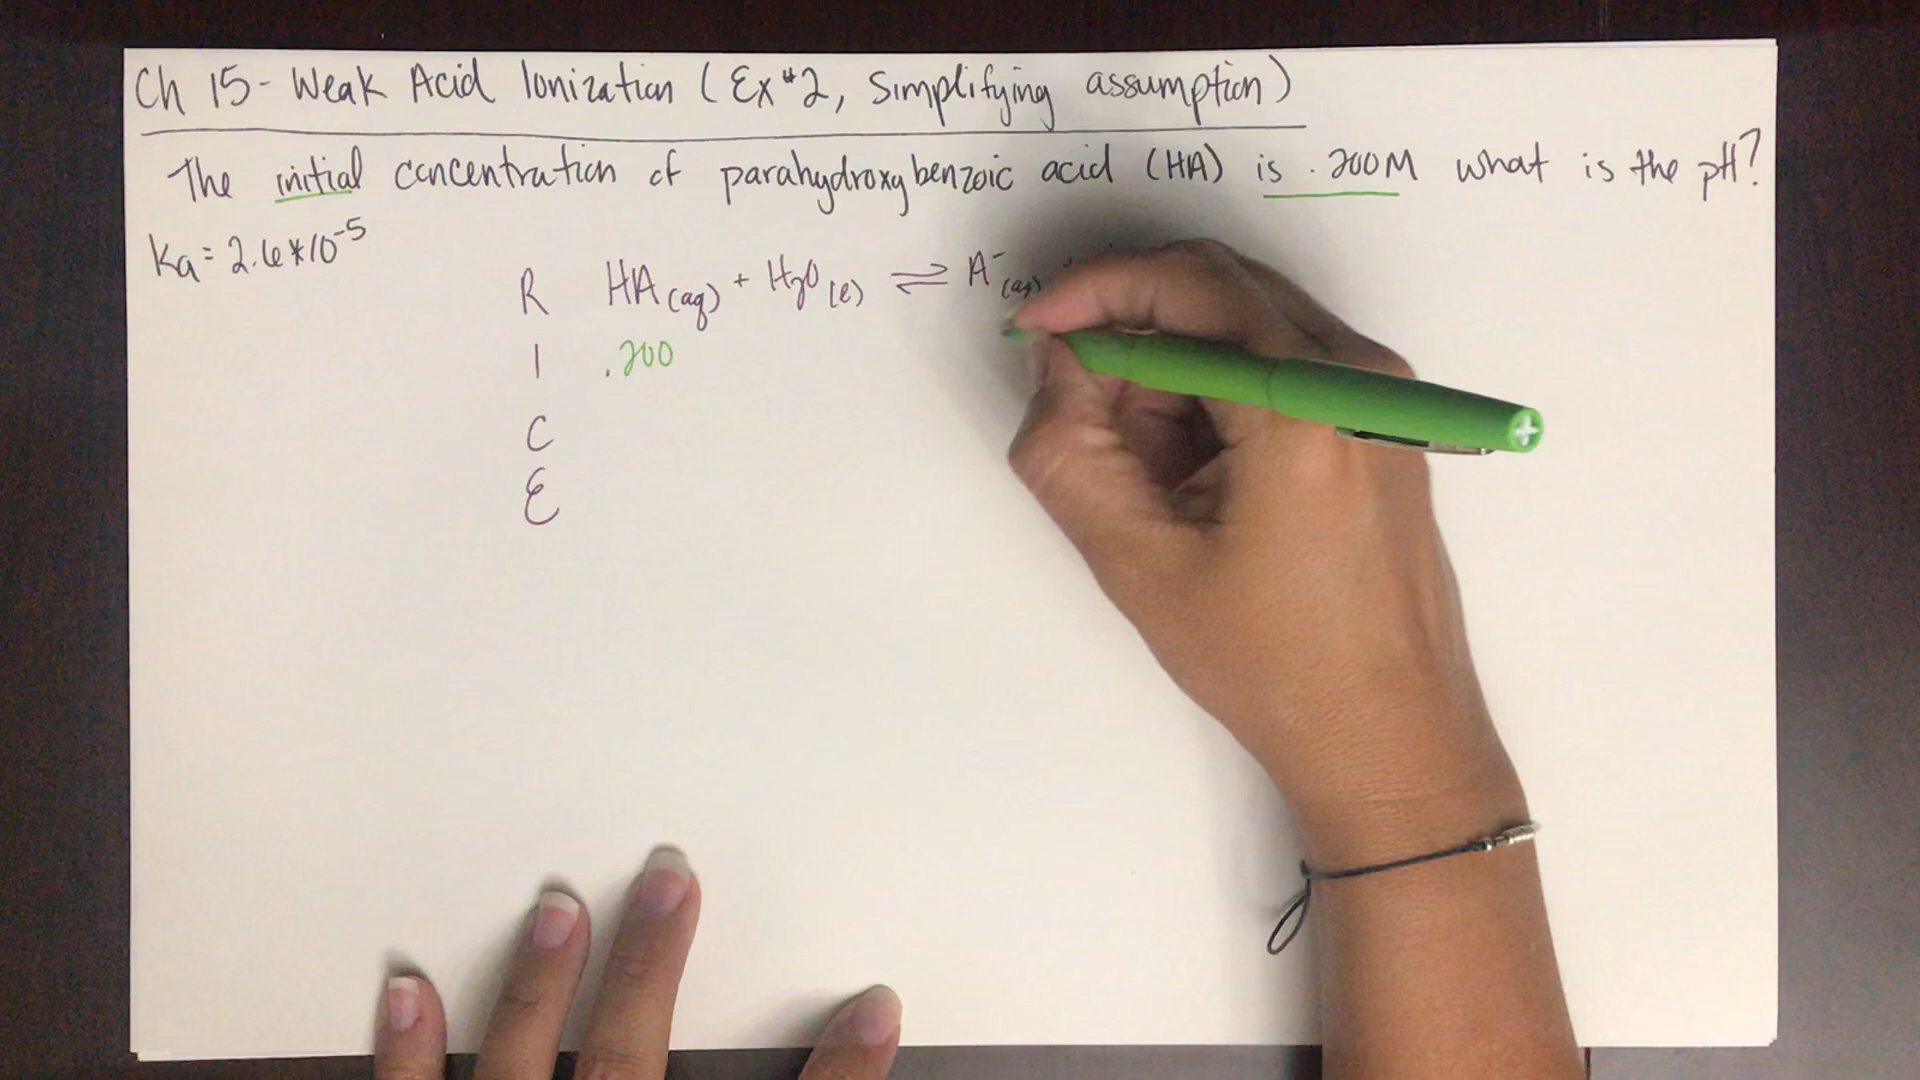 Ch 15 - Weak Acid Ionization (Ex #2, Simplifying assumption)
The initial concentration of parahydroxybenzoic acid (HA) is .200M what is the pH?
Ka = 2.6*10^-5
R HA(aq) + H2O(l) ⇌ A^-(aq)
I .200
C
E